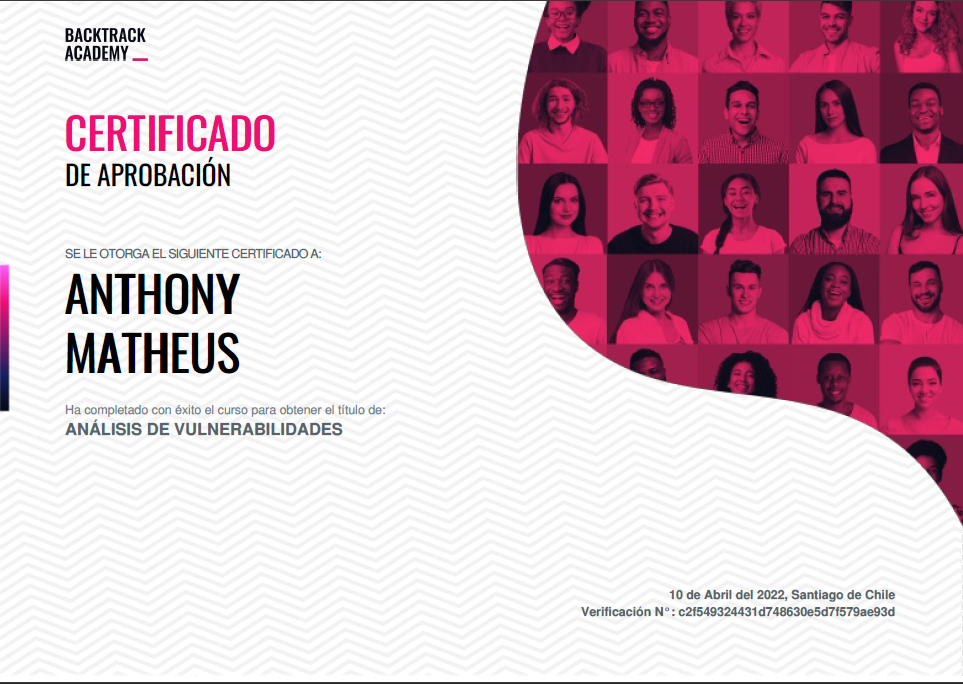 BACKTRACK
ACADEMY _
CERTIFICADO
DE APROBACIÓN
SE LE OTORGA EL SIGUIENTE CERTIFICADO A:
ANTHONY
MATHEUS
Ha completado con éxito el curso para obtener el título de:
ANÁLISIS DE VULNERABILIDADES
10 de Abril del 2022, Santiago de Chile
Verificación N°: c2f549324431d748630e5d7f579ae93d